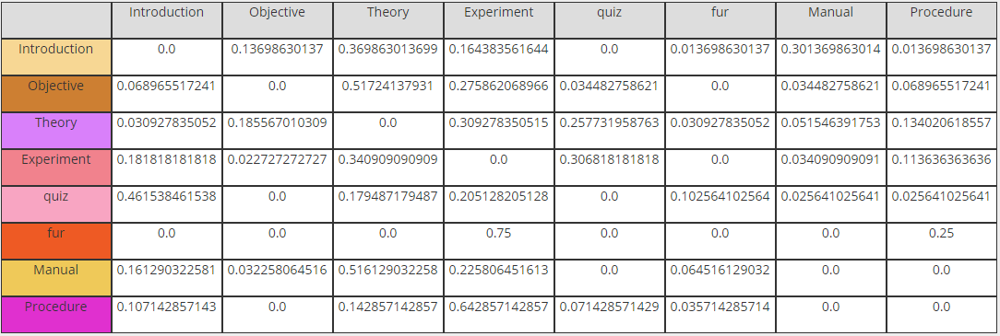 Introduction Objective Theory Experiment quiz fur Manual Procedure
Introduction 0.0 0.13698630137 0.369863013699 0.164383561644 0.0 0.013698630137 0.301369863014 0.013698630137
Objective 0.068965517241 0.0 0.51724137931 0.275862068966 0.034482758621 0.0 0.034482758621 0.068965517241
Theory 0.030927835052 0.185567010309 0.0 0.309278350515 0.257731958763 0.030927835052 0.051546391753 0.134020618557
Experiment 0.181818181818 0.022727272727 0.340909090909 0.0 0.306818181818 0.0 0.034090909091 0.113636363636
quiz 0.461538461538 0.0 0.179487179487 0.205128205128 0.0 0.102564102564 0.025641025641 0.025641025641
fur 0.0 0.0 0.0 0.75 0.0 0.0 0.0 0.25
Manual 0.161290322581 0.032258064516 0.516129032258 0.225806451613 0.0 0.064516129032 0.0 0.0
Procedure 0.107142857143 0.0 0.142857142857 0.642857142857 0.071428571429 0.035714285714 0.0 0.0